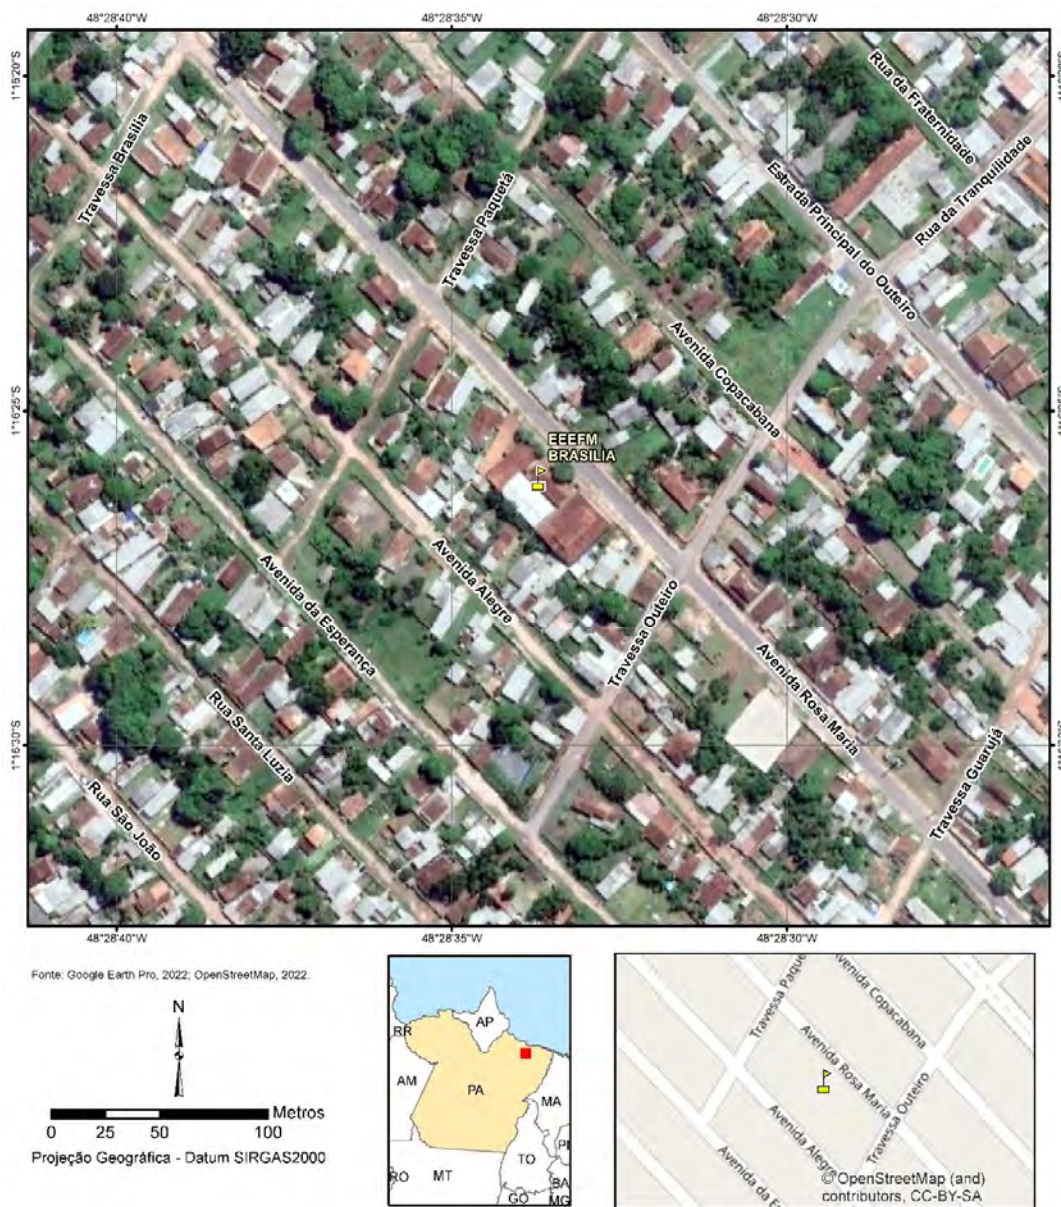 48°28'40"W
48°28'35"W
48°28'30"W
1°16'20"S
Rua da Fraternidade
Travessa Brasília
Rua da Tranquilidade
Travessa Paquetá
Estrada Principal do Outeiro
Avenida Copacabana
1°16'25"S
EEEFM
BRASILIA
Avenida Alegre
Avenida da Esperança
Travessa Outeiro
Avenida Rosa Maria
Rua Santa Luzia
Travessa Guarujá
1°16'30"S
Rua São João
48°28'40"W
48°28'35"W
48°28'30"W
Fonte: Google Earth Pro, 2022; OpenStreetMap, 2022.
N
Metros
0 25 50 100
Projeção Geográfica - Datum SIRGAS2000
AP
RR
AM
PA
MA
PI
TO
RO
MT
BA
GO
MG
Travessa Paque
Avenida Copacabana
Avenida Rosa Maria
Travessa Outeiro
Avenida Alegre
Avenida da E
© OpenStreetMap (and)
contributors, CC-BY-SA